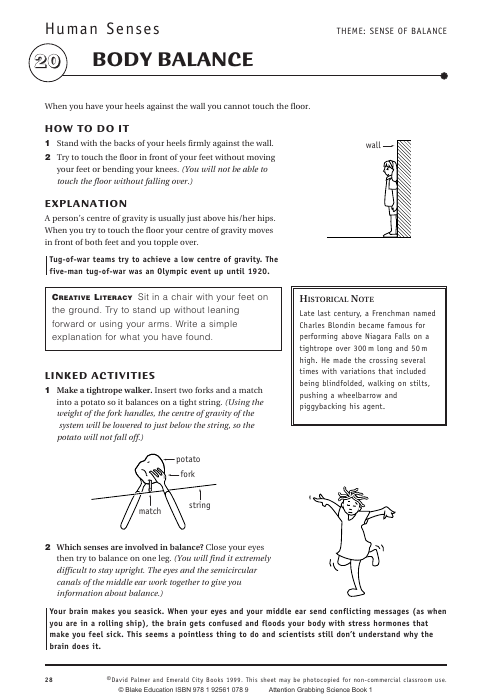 Human Senses
THEME: SENSE OF BALANCE
20
BODY BALANCE
When you have your heels against the wall you cannot touch the floor.
HOW TO DO IT
1 Stand with the backs of your heels firmly against the wall.
2 Try to touch the floor in front of your feet without moving
your feet or bending your knees. (You will not be able to
touch the floor without falling over.)
wall
EXPLANATION
A person's centre of gravity is usually just above his/her hips.
When you try to touch the floor your centre of gravity moves
in front of both feet and you topple over.
Tug-of-war teams try to achieve a low centre of gravity. The
five-man tug-of-war was an Olympic event up until 1920.
CREATIVE LITERACY Sit in a chair with your feet on
the ground. Try to stand up without leaning
forward or using your arms. Write a simple
explanation for what you have found.
HISTORICAL NOTE
Late last century, a Frenchman named
Charles Blondin became famous for
performing above Niagara Falls on a
tightrope over 300 m long and 50 m
high. He made the crossing several
times with variations that included
being blindfolded, walking on stilts,
pushing a wheelbarrow and
piggybacking his agent.
LINKED ACTIVITIES
1 Make a tightrope walker. Insert two forks and a match
into a potato so it balances on a tight string. (Using the
weight of the fork handles, the centre of gravity of the
system will be lowered to just below the string, so the
potato will not fall off.)
potato
fork
string
match
2 Which senses are involved in balance? Close your eyes
then try to balance on one leg. (You will find it extremely
difficult to stay upright. The eyes and the semicircular
canals of the middle ear work together to give you
information about balance.)
Your brain makes you seasick. When your eyes and your middle ear send conflicting messages (as when
you are in a rolling ship), the brain gets confused and floods your body with stress hormones that
make you feel sick. This seems a pointless thing to do and scientists still don't understand why the
brain does it.
28
©David Palmer and Emerald City Books 1999. This sheet may be photocopied for non-commercial classroom use.
© Blake Education ISBN 978 1 92561 078 9 Attention Grabbing Science Book 1